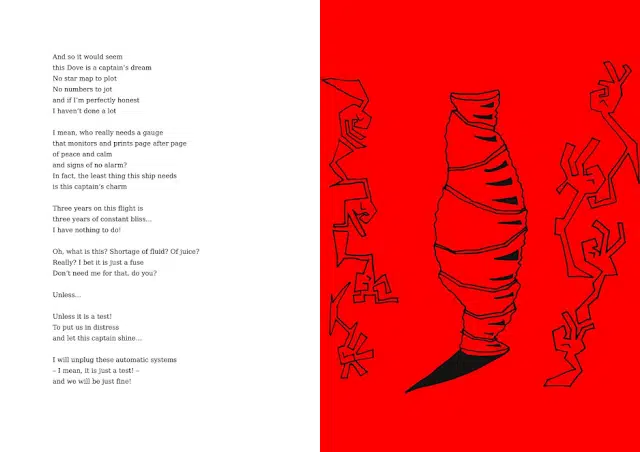 And so it would seem
this Dove is a captain's dream
No star map to plot
No numbers to jot
and if I'm perfectly honest
I haven't done a lot
I mean, who really needs a gauge
that monitors and prints page after page
of peace and calm
and signs of no alarm?
In fact, the least thing this ship needs
is this captain's charm
Three years on this flight is
three years of constant bliss...
I have nothing to do!
Oh, what is this? Shortage of fluid? Of juice?
Really? I bet it is just a fuse
Don't need me for that, do you?
Unless...
Unless it is a test!
To put us in distress
and let this captain shine...
I will unplug these automatic systems
– I mean, it is just a test! –
and we will be just fine!